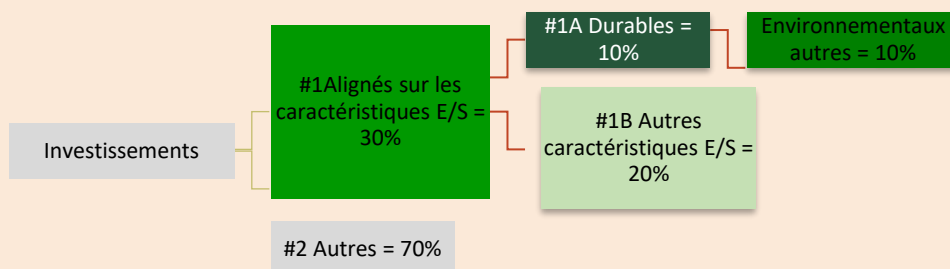 Investissements
#1Alignés sur les
caractéristiques E/S =
30%
#2 Autres = 70%
#1A Durables =
10%
#1B Autres
caractéristiques E/S =
20%
Environnementaux
autres = 10%